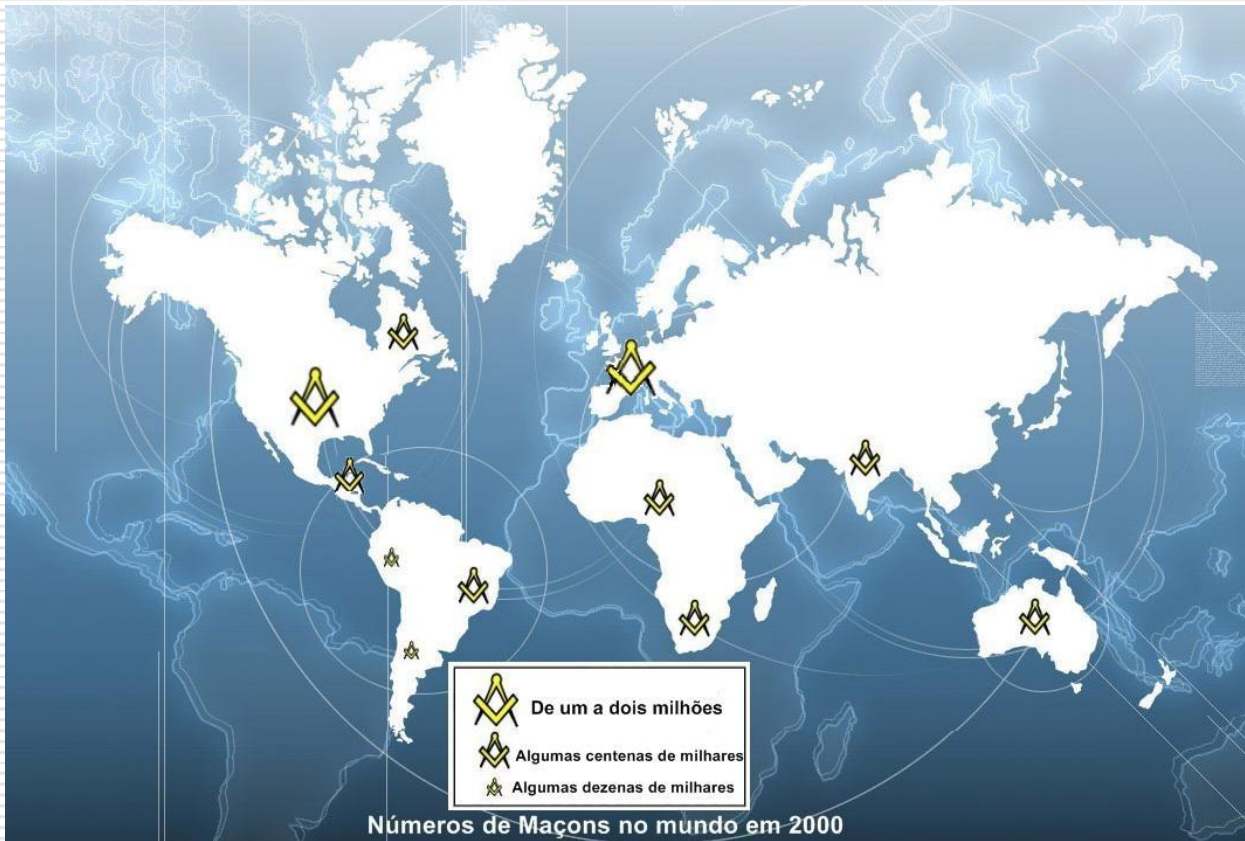 De um a dois milhões
Algumas centenas de milhares
Algumas dezenas de milhares
Números de Maçons no mundo em 2000